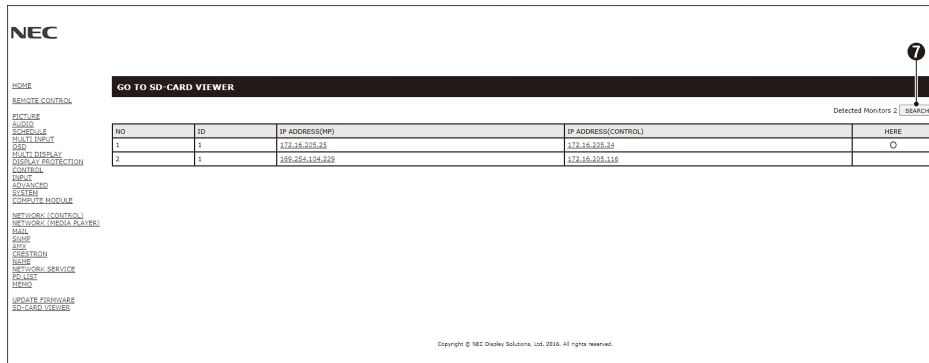 NEC
7
HOME
REMOTE CONTROL
PICTURE
AUDIO
SCHEDULE
MULTI INPUT
OSD
MULTI DISPLAY
DISPLAY PROTECTION
CONTROL
INPUT
ADVANCED
SYSTEM
COMPUTE MODULE
NETWORK (CONTROL)
NETWORK (MEDIA PLAYER)
MAIL
SNMP
AMX
CRESTRON
NAME
NETWORK SERVICE
PD LIST
MEMO
UPDATE FIRMWARE
SD-CARD VIEWER
GO TO SD-CARD VIEWER
Detected Monitors 2 SEARCH
NO ID IP ADDRESS(MP) IP ADDRESS(CONTROL) HERE
1 1 172.16.205.25 172.16.205.24 O
2 1 169.254.104.229 172.16.205.116
Copyright © NEC Display Solutions, Ltd. 2016. All rights reserved.